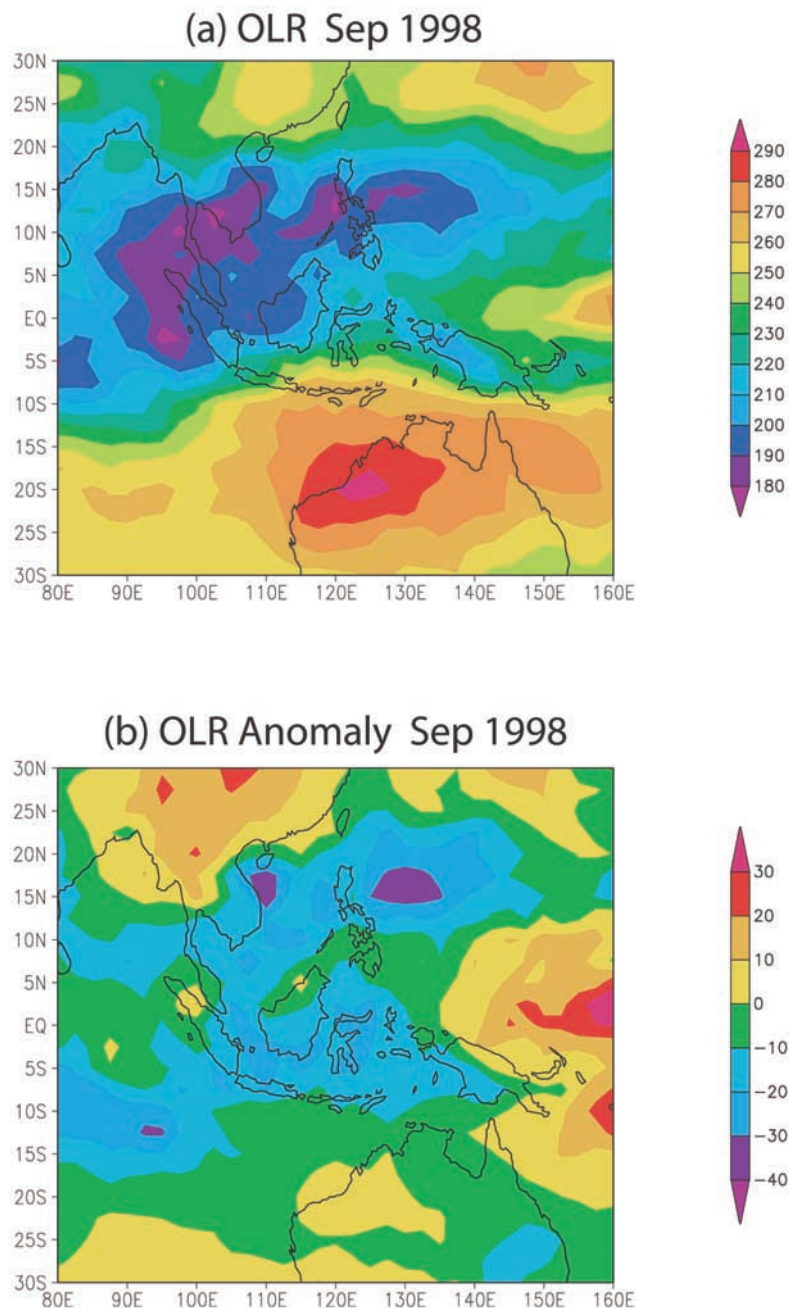 (a) OLR Sep 1998
30N
25N
20N
15N
10N
5N
EQ
5S
10S
15S
20S
25S
30S
80E 90E 100E 110E 120E 130E 140E 150E 160E
290
280
270
260
250
240
230
220
210
200
190
180
(b) OLR Anomaly Sep 1998
30N
25N
20N
15N
10N
5N
EQ
5S
10S
15S
20S
25S
30S
80E 90E 100E 110E 120E 130E 140E 150E 160E
30
20
10
0
−10
−20
−30
−40